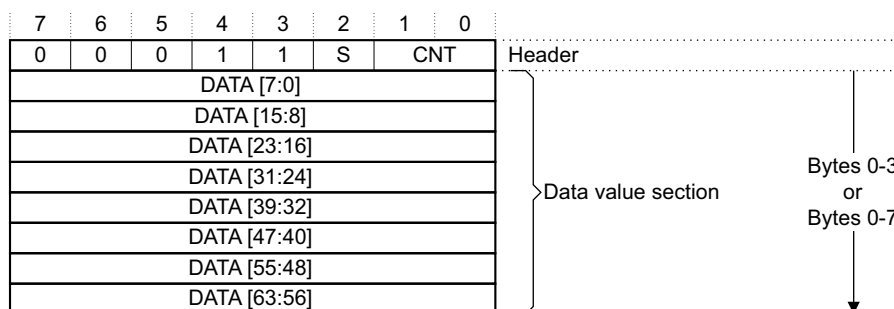 7 6 5 4 3 2 1 0
0 0 0 1 1 S CNT Header
DATA [7:0]
DATA [15:8]
DATA [23:16]
DATA [31:24]
DATA [39:32]
DATA [47:40]
DATA [55:48]
DATA [63:56]
Data value section
Bytes 0-3
or
Bytes 0-7